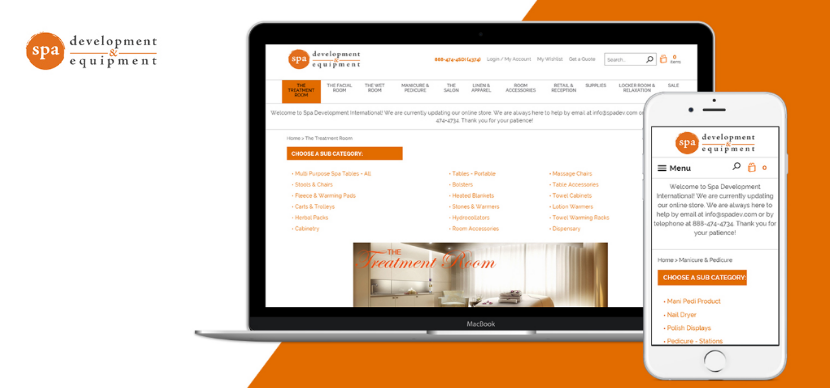 spa development
&
equipment
spa development
&
equipment
888-474-4681(4734) Login / My Account My Wishlist Get a Quote Search... 0
items
THE TREATMENT ROOM
THE FACIAL ROOM
THE WET ROOM
MANICURE & PEDICURE
THE SALON
LINEN & APPAREL
ROOM ACCESSORIES
RETAIL & RECEPTION
SUPPLIES
LOCKER ROOM & RELAXATION
SALE
Welcome to Spa Development International! We are currently updating our online store. We are always here to help by email at info@spadev.com or
474-4734. Thank you for your patience!
Home » The Treatment Room
CHOOSE A SUB CATEGORY:
• Multi Purpose Spa Tables - All
• Stools & Chairs
• Fleece & Warming Pads
• Carts & Trolleys
• Herbal Packs
• Cabinetry
• Tables - Portable
• Bolsters
• Heated Blankets
• Stones & Warmers
• Hydrocollators
• Room Accessories
• Massage Chairs
• Table Accessories
• Towel Cabinets
• Lotion Warmers
• Towel Warming Racks
• Dispensary
THE
Treatment Room
MacBook
spa development
&
equipment
Menu 0
Welcome to Spa Development
International! We are currently updating
our online store. We are always here to
help by email at info@spadev.com or by
telephone at 888-474-4734. Thank you for
your patience!
Home » Manicure & Pedicure
CHOOSE A SUB CATEGORY:
• Mani Pedi Product
• Nail Dryer
• Polish Displays
• Pedicure - Stations